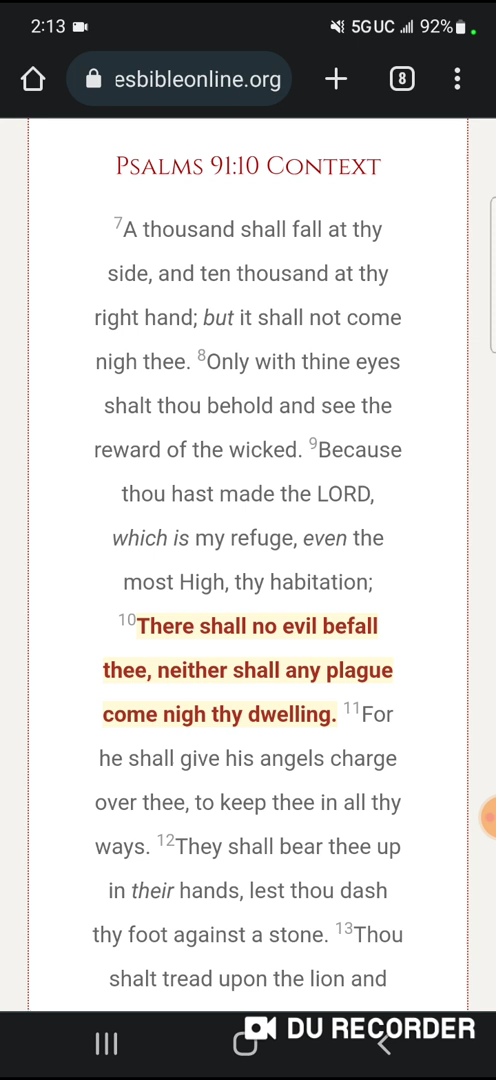 2:13 5GUC 92%
esbibleonline.org 8
PSALMS 91:10 CONTEXT
7A thousand shall fall at thy
side, and ten thousand at thy
right hand; but it shall not come
nigh thee. 8Only with thine eyes
shalt thou behold and see the
reward of the wicked. 9Because
thou hast made the LORD,
which is my refuge, even the
most High, thy habitation;
10There shall no evil befall
thee, neither shall any plague
come nigh thy dwelling. 11For
he shall give his angels charge
over thee, to keep thee in all thy
ways. 12They shall bear thee up
in their hands, lest thou dash
thy foot against a stone. 13Thou
shalt tread upon the lion and
DU RECORDER